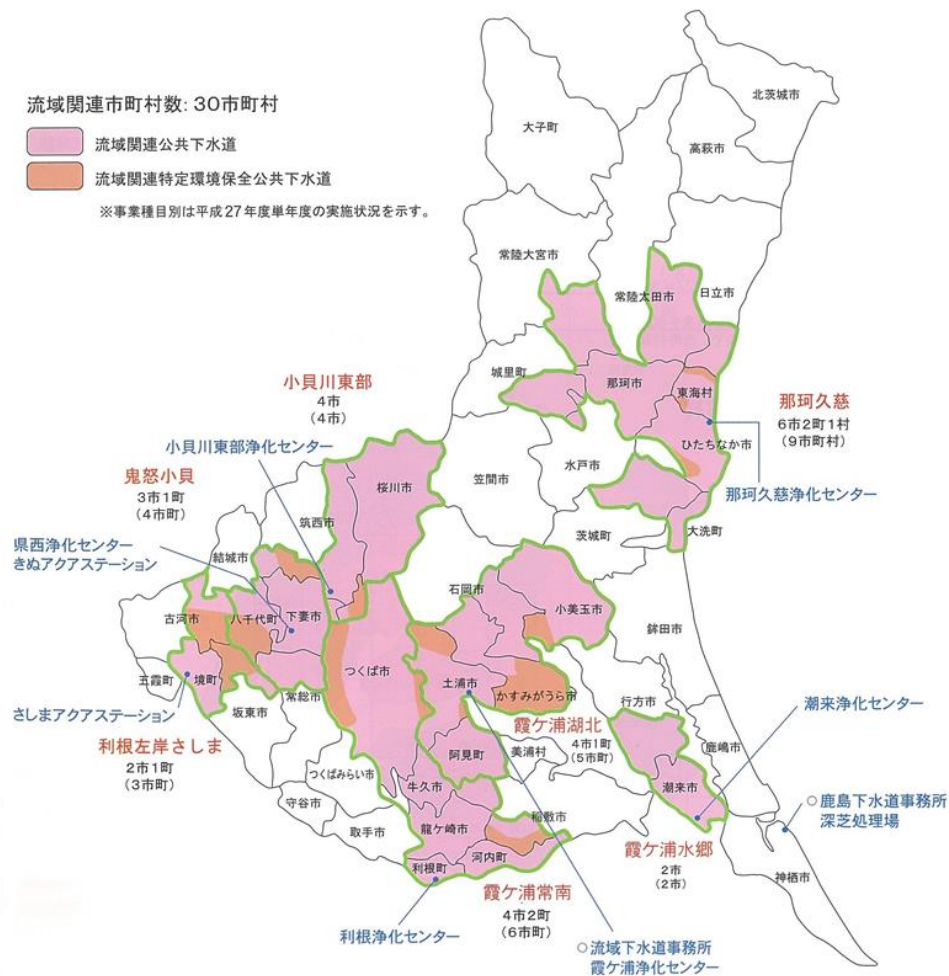 流域関連市町村数: 30市町村
流域関連公共下水道
流域関連特定環境保全公共下水道
※事業種目別は平成27年度単年度の実施状況を示す。
北茨城市
大子町
高萩市
常陸大宮市
常陸太田市
日立市
城里町
那珂市
東海村
ひたちなか市
水戸市
笠間市
大洗町
茨城町
那珂久慈
6市2町1村
(9市町村)
那珂久慈浄化センター
小貝川東部
4市
(4市)
小貝川東部浄化センター
鬼怒小貝
3市1町
(4市町)
県西浄化センター
きぬアクアステーション
桜川市
筑西市
結城市
石岡市
小美玉市
鉾田市
古河市
八千代町
下妻市
つくば市
土浦市
かすみがうら市
行方市
五霞町
境町
さしまアクアステーション
坂東市
常総市
利根左岸さしま
2市1町
(3市町)
霞ケ浦湖北
4市1町
(5市町)
潮来浄化センター
阿見町
美浦村
鹿嶋市
潮来市
つくばみらい市
牛久市
守谷市
取手市
龍ケ崎市
稲敷市
利根町
河内町
霞ケ浦水郷
2市
(2市)
○鹿島下水道事務所
深芝処理場
神栖市
利根浄化センター
霞ケ浦常南
4市2町
(6市町)
○流域下水道事務所
霞ケ浦浄化センター